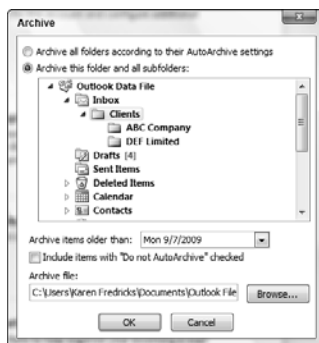 Archive
Archive all folders according to their AutoArchive settings
Archive this folder and all subfolders:
Outlook Data File
Inbox
Clients
ABC Company
DEF Limited
Drafts [4]
Sent Items
Deleted Items
Calendar
Contacts
Archive items older than: Mon 9/7/2009
Include items with "Do not AutoArchive" checked
Archive file:
C:\Users\Karen Fredricks\Documents\Outlook File Browse...
OK Cancel